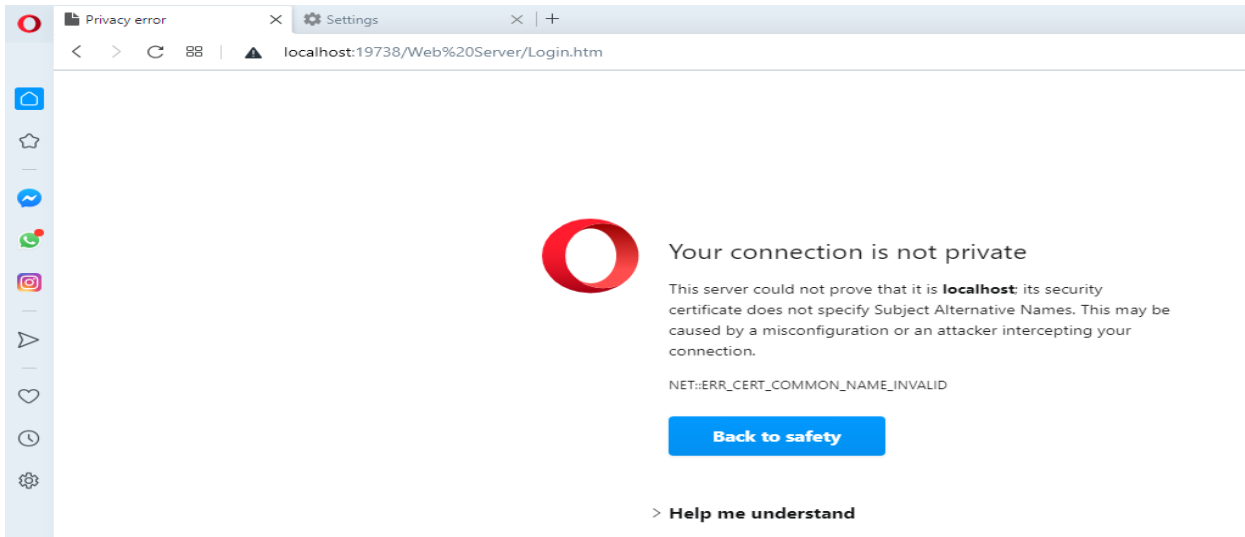 Privacy error
Settings
localhost:19738/Web%20Server/Login.htm
Your connection is not private
This server could not prove that it is localhost; its security
certificate does not specify Subject Alternative Names. This may be
caused by a misconfiguration or an attacker intercepting your
connection.
NET::ERR_CERT_COMMON_NAME_INVALID
Back to safety
Help me understand